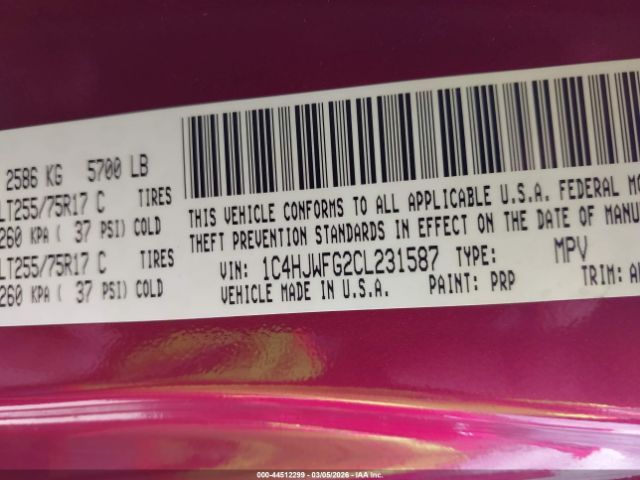 2586 KG 5700 LB
LT255/75R17 C TIRES
260 KPA ( 37 PSI) COLD
LT255/75R17 C TIRES
260 KPA ( 37 PSI) COLD
THIS VEHICLE CONFORMS TO ALL APPLICABLE U.S.A. FEDERAL
THEFT PREVENTION STANDARDS IN EFFECT ON THE DATE OF
VIN: 1C4HJWFG2CL231587 TYPE: MPV
VEHICLE MADE IN U.S.A. PAINT: PRP TRIM:
000-44512299 - 03/05/2026 - IAA Inc.